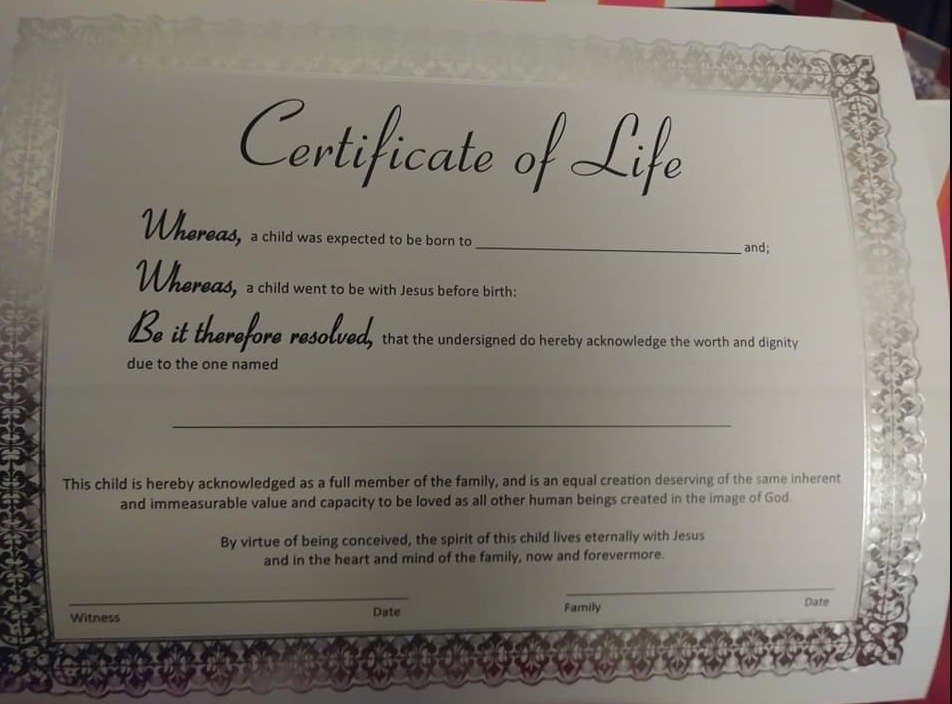 Certificate of Life
Whereas, a child was expected to be born to and;
Whereas, a child went to be with Jesus before birth:
Be it therefore resolved, that the undersigned do hereby acknowledge the worth and dignity
due to the one named
This child is hereby acknowledged as a full member of the family, and is an equal creation deserving of the same inherent
and immeasurable value and capacity to be loved as all other human beings created in the image of God.
By virtue of being conceived, the spirit of this child lives eternally with Jesus
and in the heart and mind of the family, now and forevermore.
Witness Date Family Date